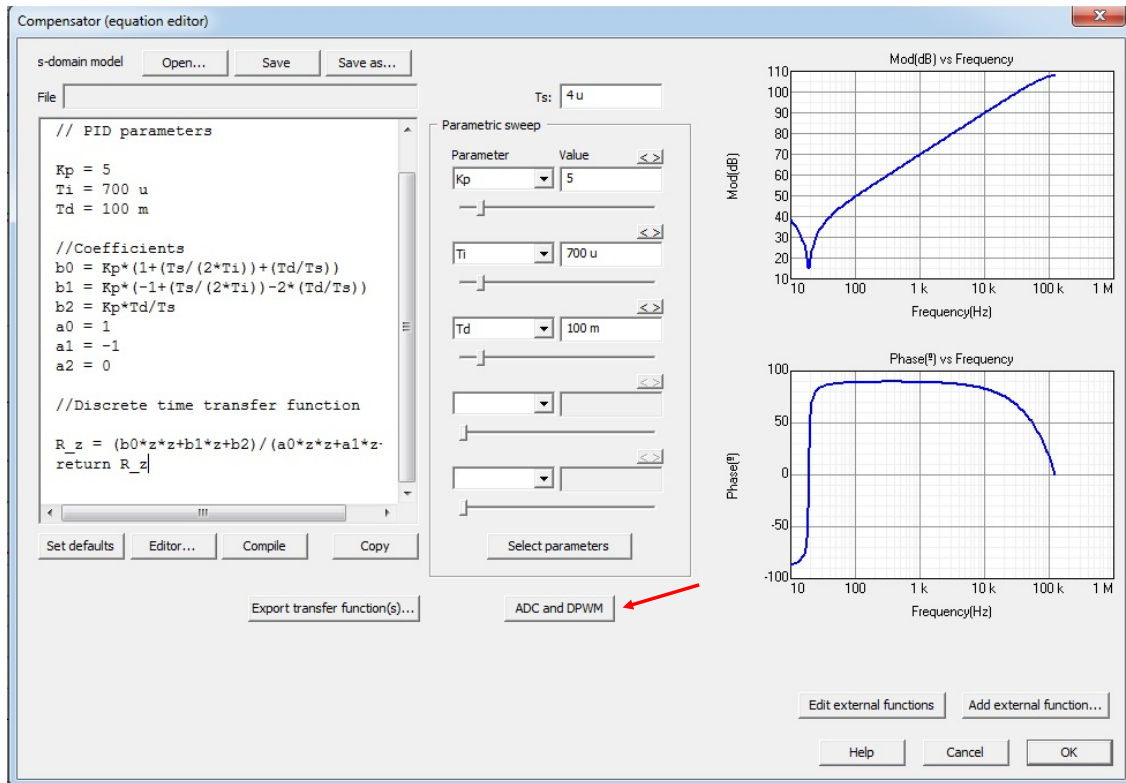 Compensator (equation editor)
x
s-domain model
Open...
Save
Save as...
File
Ts:
4 u
// PID parameters
Kp = 5
Ti = 700 u
Td = 100 m
//Coefficients
b0 = Kp*(1+(Ts/(2*Ti))+(Td/Ts))
b1 = Kp*(-1+(Ts/(2*Ti))-2*(Td/Ts))
b2 = Kp*Td/Ts
a0 = 1
a1 = -1
a2 = 0
//Discrete time transfer function
R_z = (b0*z*z+b1*z+b2)/(a0*z*z+a1*z-
return R_z
Set defaults
Editor...
Compile
Copy
Export transfer function(s)...
Parametric sweep
Parameter
Value
< >
Kp
5
< >
Ti
700 u
< >
Td
100 m
< >
< >
Select parameters
ADC and DPWM
Mod(dB) vs Frequency
Mod(dB)
110
100
90
80
70
60
50
40
30
20
10
10
100
1 k
10 k
100 k
1 M
Frequency(Hz)
Phase(º) vs Frequency
Phase(º)
100
50
0
-50
-100
10
100
1 k
10 k
100 k
1 M
Frequency(Hz)
Edit external functions
Add external function...
Help
Cancel
OK